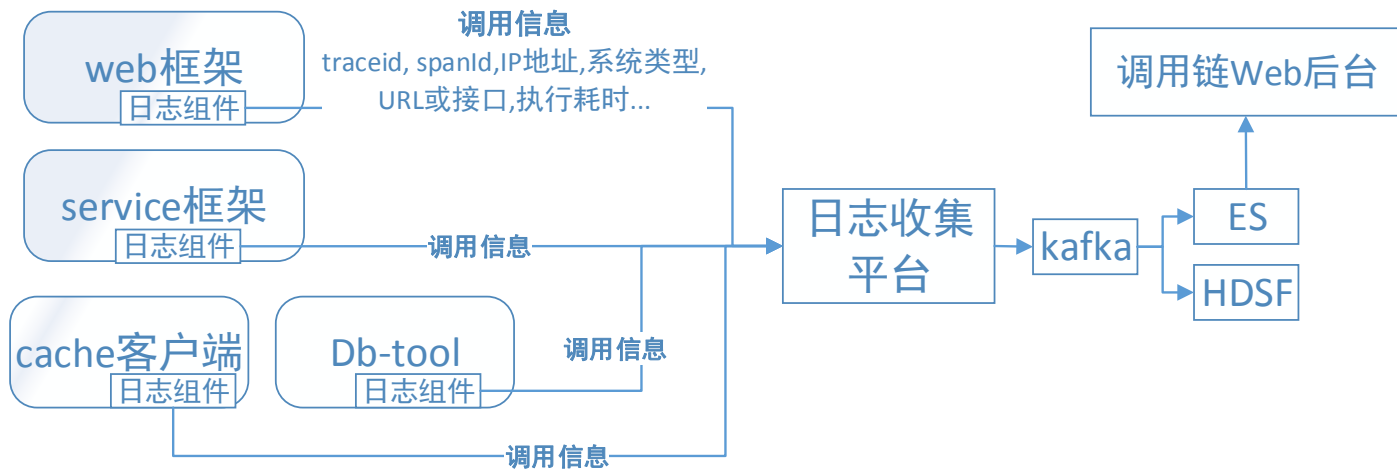 调用信息
traceid, spanId,IP地址,系统类型,
URL或接口,执行耗时...
web框架
日志组件
调用链Web后台
service框架
日志组件
调用信息
日志收集
平台
kafka
ES
HDSF
cache客户端
日志组件
Db-tool
日志组件
调用信息
调用信息